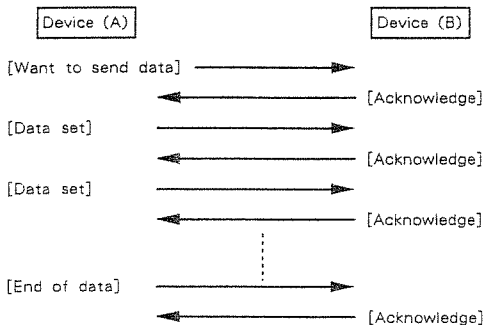 Device (A) Device (B)
[Want to send data]
[Acknowledge]
[Data set]
[Acknowledge]
[Data set]
[Acknowledge]
[End of data]
[Acknowledge]